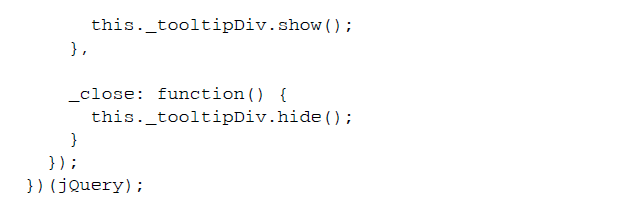 this._tooltipDiv.show();
},
_close: function() {
this._tooltipDiv.hide();
}
});
})(jQuery);